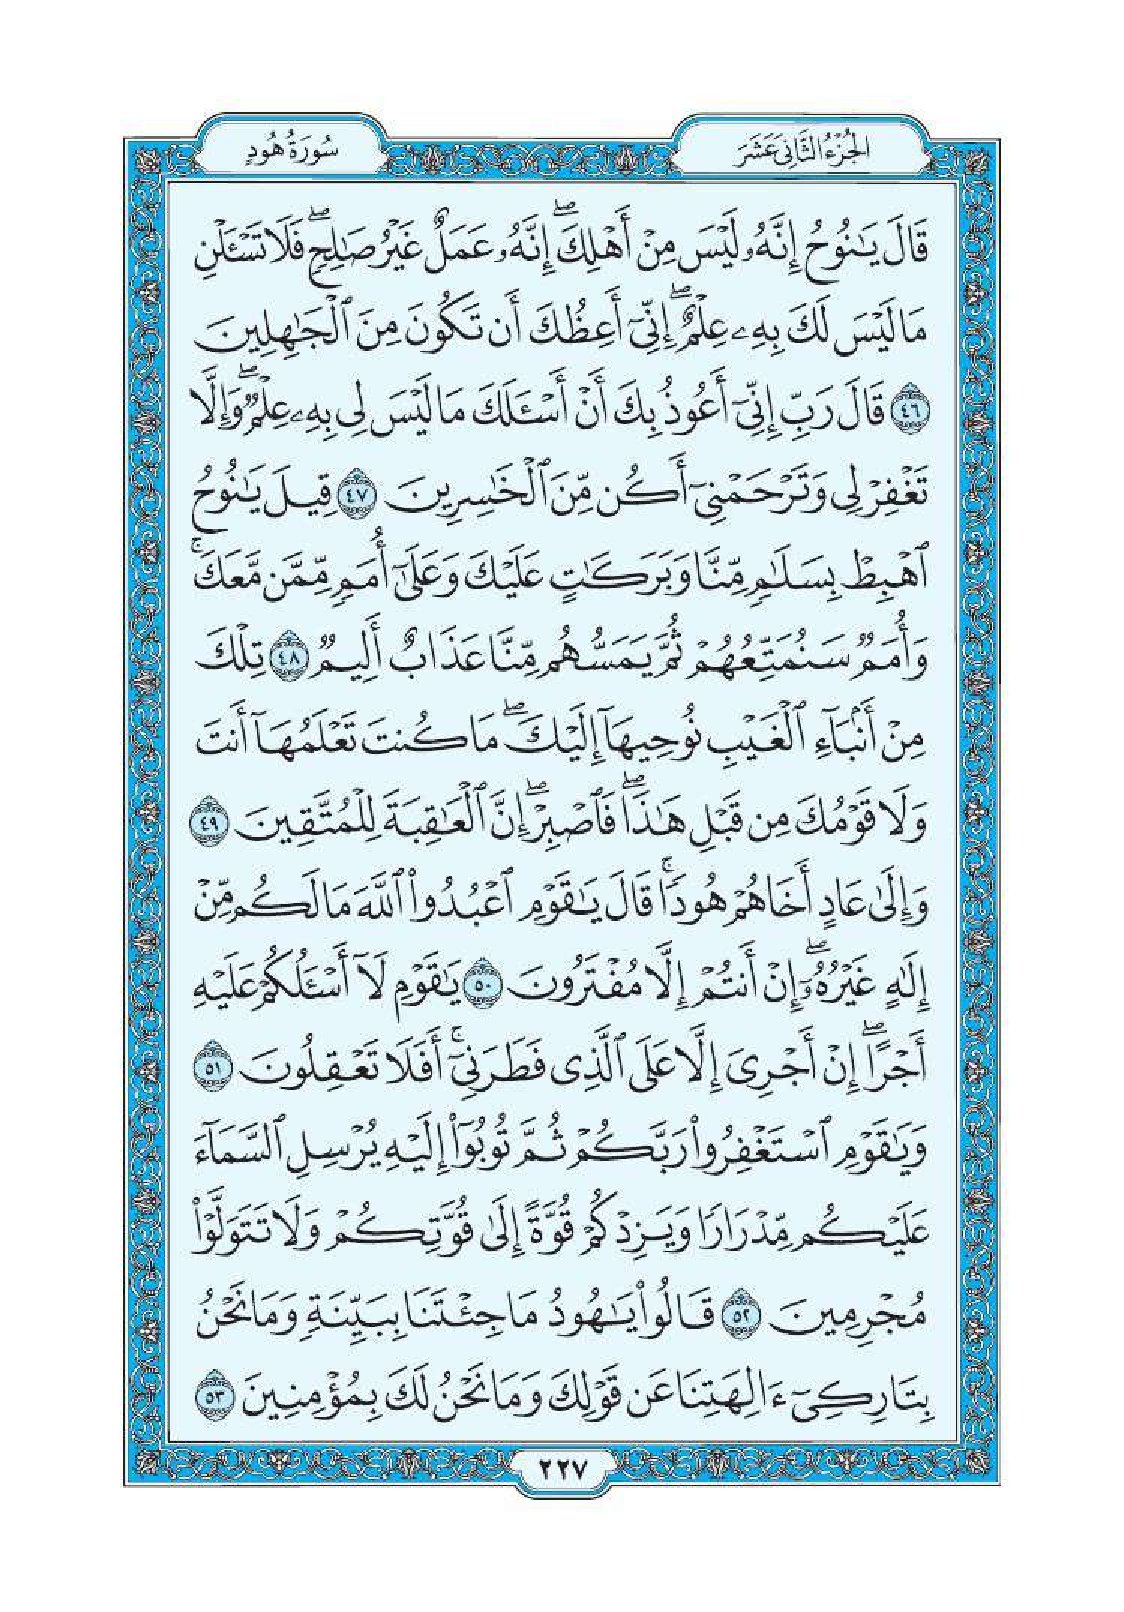 الجُزْءُ الثَّانِى عَشَرَ
سُورَةُ هُودٍ
قَالَ يَٰنُوحُ إِنَّهُۥ لَيْسَ مِنْ أَهْلِكَ ۖ إِنَّهُۥ عَمَلٌ غَيْرُ صَٰلِحٍ ۖ فَلَا تَسْـَٔلْنِ
مَا لَيْسَ لَكَ بِهِۦ عِلْمٌ ۖ إِنِّىٓ أَعِظُكَ أَن تَكُونَ مِنَ ٱلْجَٰهِلِينَ
٤٦ قَالَ رَبِّ إِنِّىٓ أَعُوذُ بِكَ أَنْ أَسْـَٔلَكَ مَا لَيْسَ لِى بِهِۦ عِلْمٌ ۖ وَإِلَّا
تَغْفِرْ لِى وَتَرْحَمْنِىٓ أَكُن مِّنَ ٱلْخَٰسِرِينَ ٤٧ قِيلَ يَٰنُوحُ
ٱهْبِطْ بِسَلَٰمٍ مِّنَّا وَبَرَكَٰتٍ عَلَيْكَ وَعَلَىٰٓ أُمَمٍ مِّمَّن مَّعَكَ ۚ
وَأُمَمٌ سَنُمَتِّعُهُمْ ثُمَّ يَمَسُّهُم مِّنَّا عَذَابٌ أَلِيمٌ ٤٨ تِلْكَ
مِنْ أَنۢبَآءِ ٱلْغَيْبِ نُوحِيهَآ إِلَيْكَ ۖ مَا كُنتَ تَعْلَمُهَآ أَنتَ
وَلَا قَوْمُكَ مِن قَبْلِ هَٰذَا ۖ فَٱصْبِرْ ۖ إِنَّ ٱلْعَٰقِبَةَ لِلْمُتَّقِينَ ٤٩
وَإِلَىٰ عَادٍ أَخَاهُمْ هُودًا ۚ قَالَ يَٰقَوْمِ ٱعْبُدُوا۟ ٱللَّهَ مَا لَكُم مِّنْ
إِلَٰهٍ غَيْرُهُۥٓ ۖ إِنْ أَنتُمْ إِلَّا مُفْتَرُونَ ٥٠ يَٰقَوْمِ لَآ أَسْـَٔلُكُمْ عَلَيْهِ
أَجْرًا ۖ إِنْ أَجْرِىَ إِلَّا عَلَى ٱلَّذِى فَطَرَنِىٓ ۚ أَفَلَا تَعْقِلُونَ ٥١
وَيَٰقَوْمِ ٱسْتَغْفِرُوا۟ رَبَّكُمْ ثُمَّ تُوبُوٓا۟ إِلَيْهِ يُرْسِلِ ٱلسَّمَآءَ
عَلَيْكُم مِّدْرَارًا وَيَزِدْكُمْ قُوَّةً إِلَىٰ قُوَّتِكُمْ وَلَا تَتَوَلَّوْا۟
مُجْرِمِينَ ٥٢ قَالُوا۟ يَٰهُودُ مَا جِئْتَنَا بِبَيِّنَةٍ وَمَا نَحْنُ
بِتَارِكِىٓ ءَالِهَتِنَا عَن قَوْلِكَ وَمَا نَحْنُ لَكَ بِمُؤْمِنِينَ ٥٣
٢٢٧